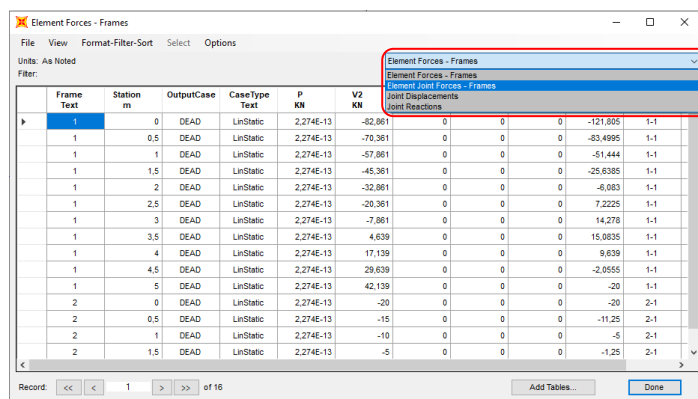 Element Forces - Frames
File View Format-Filter-Sort Select Options
Units: As Noted
Filter:
Element Forces - Frames
Element Forces - Frames
Element Joint Forces - Frames
Joint Displacements
Joint Reactions
Frame Text Station m OutputCase CaseType Text P KN V2 KN
1 0 DEAD LinStatic 2,274E-13 -82,861 0 0 0 -121,805 1-1
1 0,5 DEAD LinStatic 2,274E-13 -70,361 0 0 0 -83,4995 1-1
1 1 DEAD LinStatic 2,274E-13 -57,861 0 0 0 -51,444 1-1
1 1,5 DEAD LinStatic 2,274E-13 -45,361 0 0 0 -25,6385 1-1
1 2 DEAD LinStatic 2,274E-13 -32,861 0 0 0 -6,083 1-1
1 2,5 DEAD LinStatic 2,274E-13 -20,361 0 0 0 7,2225 1-1
1 3 DEAD LinStatic 2,274E-13 -7,861 0 0 0 14,278 1-1
1 3,5 DEAD LinStatic 2,274E-13 4,639 0 0 0 15,0835 1-1
1 4 DEAD LinStatic 2,274E-13 17,139 0 0 0 9,639 1-1
1 4,5 DEAD LinStatic 2,274E-13 29,639 0 0 0 -2,0555 1-1
1 5 DEAD LinStatic 2,274E-13 42,139 0 0 0 -20 1-1
2 0 DEAD LinStatic 2,274E-13 -20 0 0 0 -20 2-1
2 0,5 DEAD LinStatic 2,274E-13 -15 0 0 0 -11,25 2-1
2 1 DEAD LinStatic 2,274E-13 -10 0 0 0 -5 2-1
2 1,5 DEAD LinStatic 2,274E-13 -5 0 0 0 -1,25 2-1
Record: << < 1 > >> of 16 Add Tables... Done